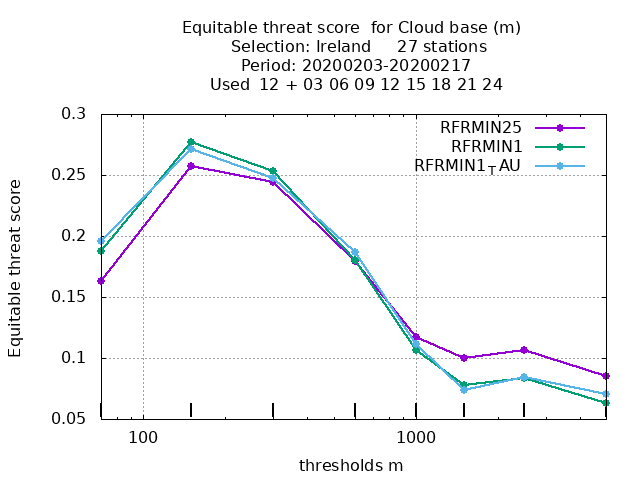 Equitable threat score  for Cloud base (m)
Selection: Ireland     27 stations
Period: 20200203-20200217
Used  12 + 03 06 09 12 15 18 21 24
RFRMIN25
RFRMIN1
RFRMIN1TAU
0.3
0.25
0.2
0.15
0.1
0.05
Equitable threat score
100
1000
thresholds m